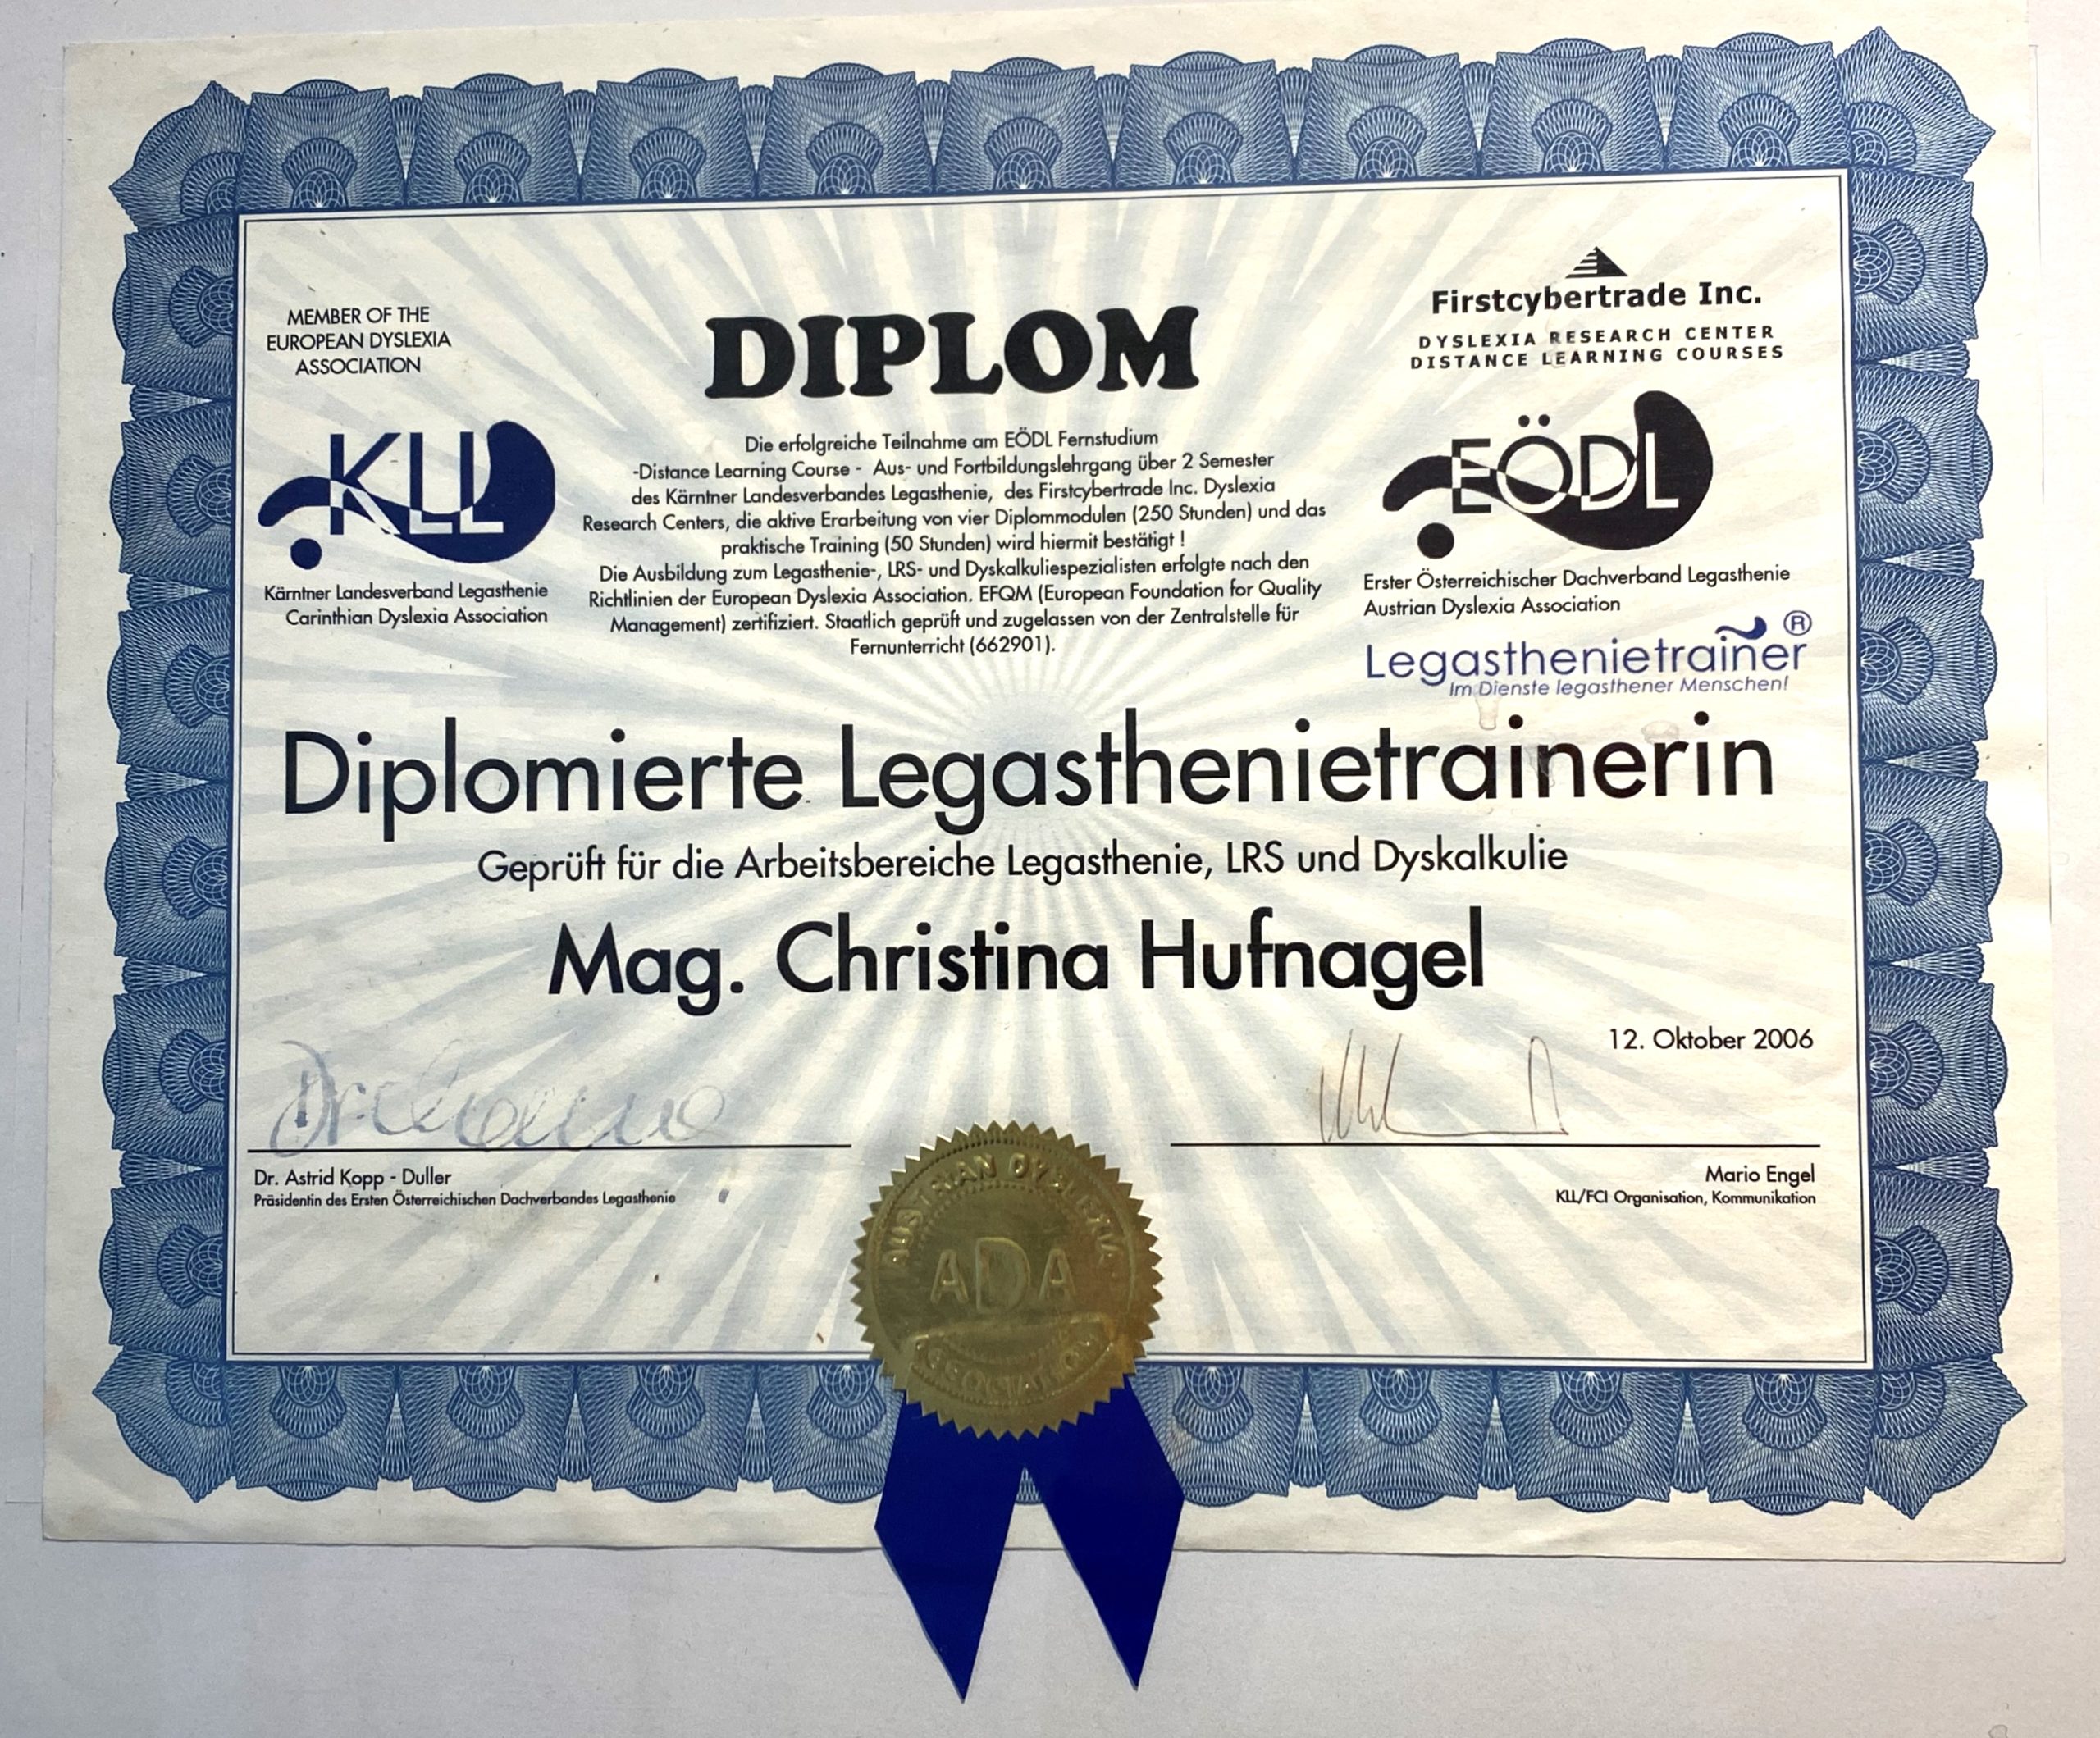 MEMBER OF THE
EUROPEAN DYSLEXIA
ASSOCIATION
KLL
Kärntner Landesverband Legasthenie
Carinthian Dyslexia Association
DIPLOM
Die erfolgreiche Teilnahme am EÖDL Fernstudium
-Distance Learning Course - Aus- und Fortbildungslehrgang über 2 Semester
des Kärntner Landesverbandes Legasthenie, des Firstcybertrade Inc. Dyslexia
Research Centers, die aktive Erarbeitung von vier Diplommodulen (250 Stunden) und das
praktische Training (50 Stunden) wird hiermit bestätigt !
Die Ausbildung zum Legasthenie-, LRS- und Dyskalkuliespezialisten erfolgte nach den
Richtlinien der European Dyslexia Association. EFQM (European Foundation for Quality
Management) zertifiziert. Staatlich geprüft und zugelassen von der Zentralstelle für
Fernunterricht (662901).
Firstcybertrade Inc.
DYSLEXIA RESEARCH CENTER
DISTANCE LEARNING COURSES
EÖDL
Erster Österreichischer Dachverband Legasthenie
Austrian Dyslexia Association
Legasthenietrainer ®
Im Dienste legasthener Menschen!
Diplomierte Legasthenietrainerin
Geprüft für die Arbeitsbereiche Legasthenie, LRS und Dyskalkulie
Mag. Christina Hufnagel
12. Oktober 2006
Dr. Astrid Kopp - Duller
Präsidentin des Ersten Österreichischen Dachverbandes Legasthenie
Mario Engel
KLL/FCI Organisation, Kommunikation
AUSTRIAN DYSLEXIA
ADA
ASSOCIATION